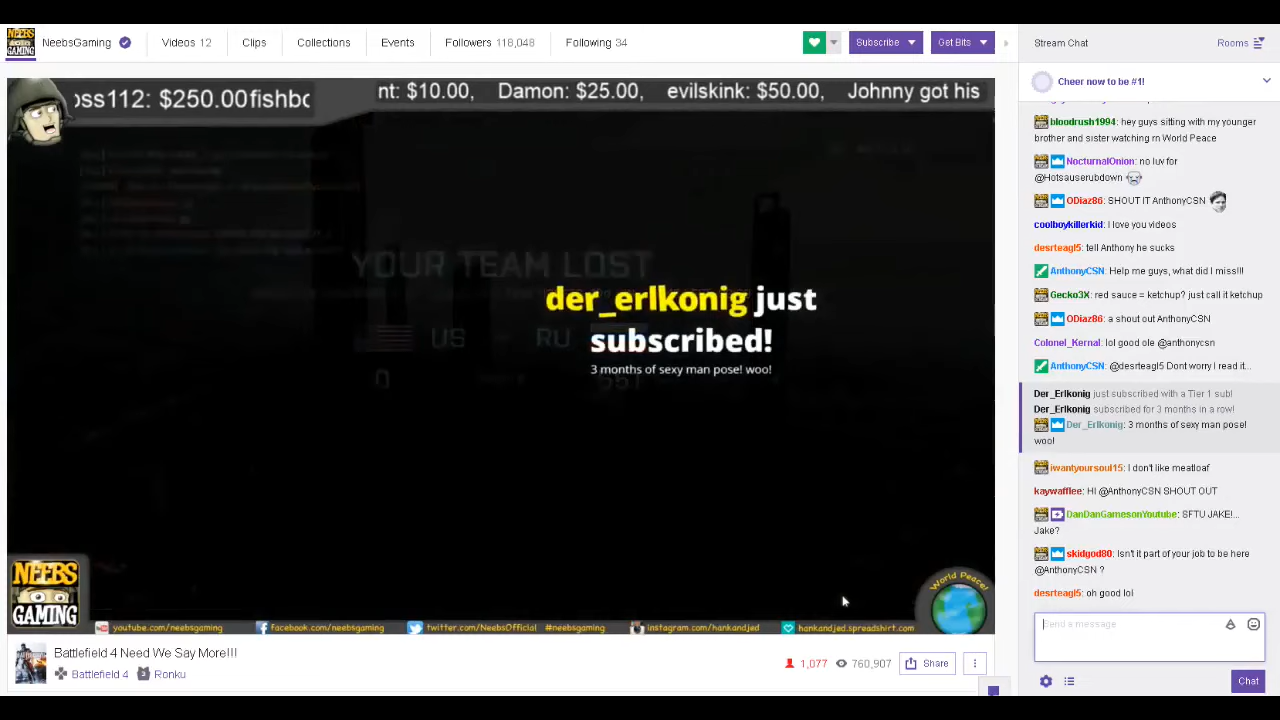 NEEBS GAMING
NeebsGaming
Videos 12
Clips
Collections
Events
Followers 118,048
Following 34
Subscribe
Get Bits
Stream Chat
Rooms
oss112: $250.00fishbo
nt: $10.00, Damon: $25.00, evilskink: $50.00, Johnny got his
YOUR TEAM LOST
US - RU
0
551
der_erlkonig just
subscribed!
3 months of sexy man pose! woo!
NEEBS
GAMING
World Peace!
youtube.com/neebsgaming
facebook.com/neebsgaming
twitter.com/NeebsOfficial #neebsgaming
instagram.com/hankandjed
hankandjed.spreadshirt.com
Battlefield 4 Need We Say More!!!
Battlefield 4
Ronku
1,077
760,907
Share
Cheer now to be #1!
bloodrush1994: hey guys sitting with my younger
brother and sister watching rn World Peace
NocturnalOnion: no luv for
@Hotsauserubdown
ODiaz86: SHOUT IT AnthonyCSN
coolboykillerkid: I love you videos
desrteagl5: tell Anthony he sucks
AnthonyCSN: Help me guys, what did I miss!!!
Gecko3X: red sauce = ketchup? just call it ketchup
ODiaz86: a shout out AnthonyCSN
Colonel_Kernal: lol good ole @anthonycsn
AnthonyCSN: @desrteagl5 Dont worry I read it...
Der_Erlkonig just subscribed with a Tier 1 sub!
Der_Erlkonig subscribed for 3 months in a row!
Der_Erlkonig: 3 months of sexy man pose!
woo!
iwantyoursoul15: I don't like meatloaf
kaywafflee: HI @AnthonyCSN SHOUT OUT
DanDanGamesonYoutube: SFTU JAKE!...
Jake?
skidgod80: Isn't it part of your job to be here
@AnthonyCSN ?
desrteagl5: oh good lol
Send a message
Chat